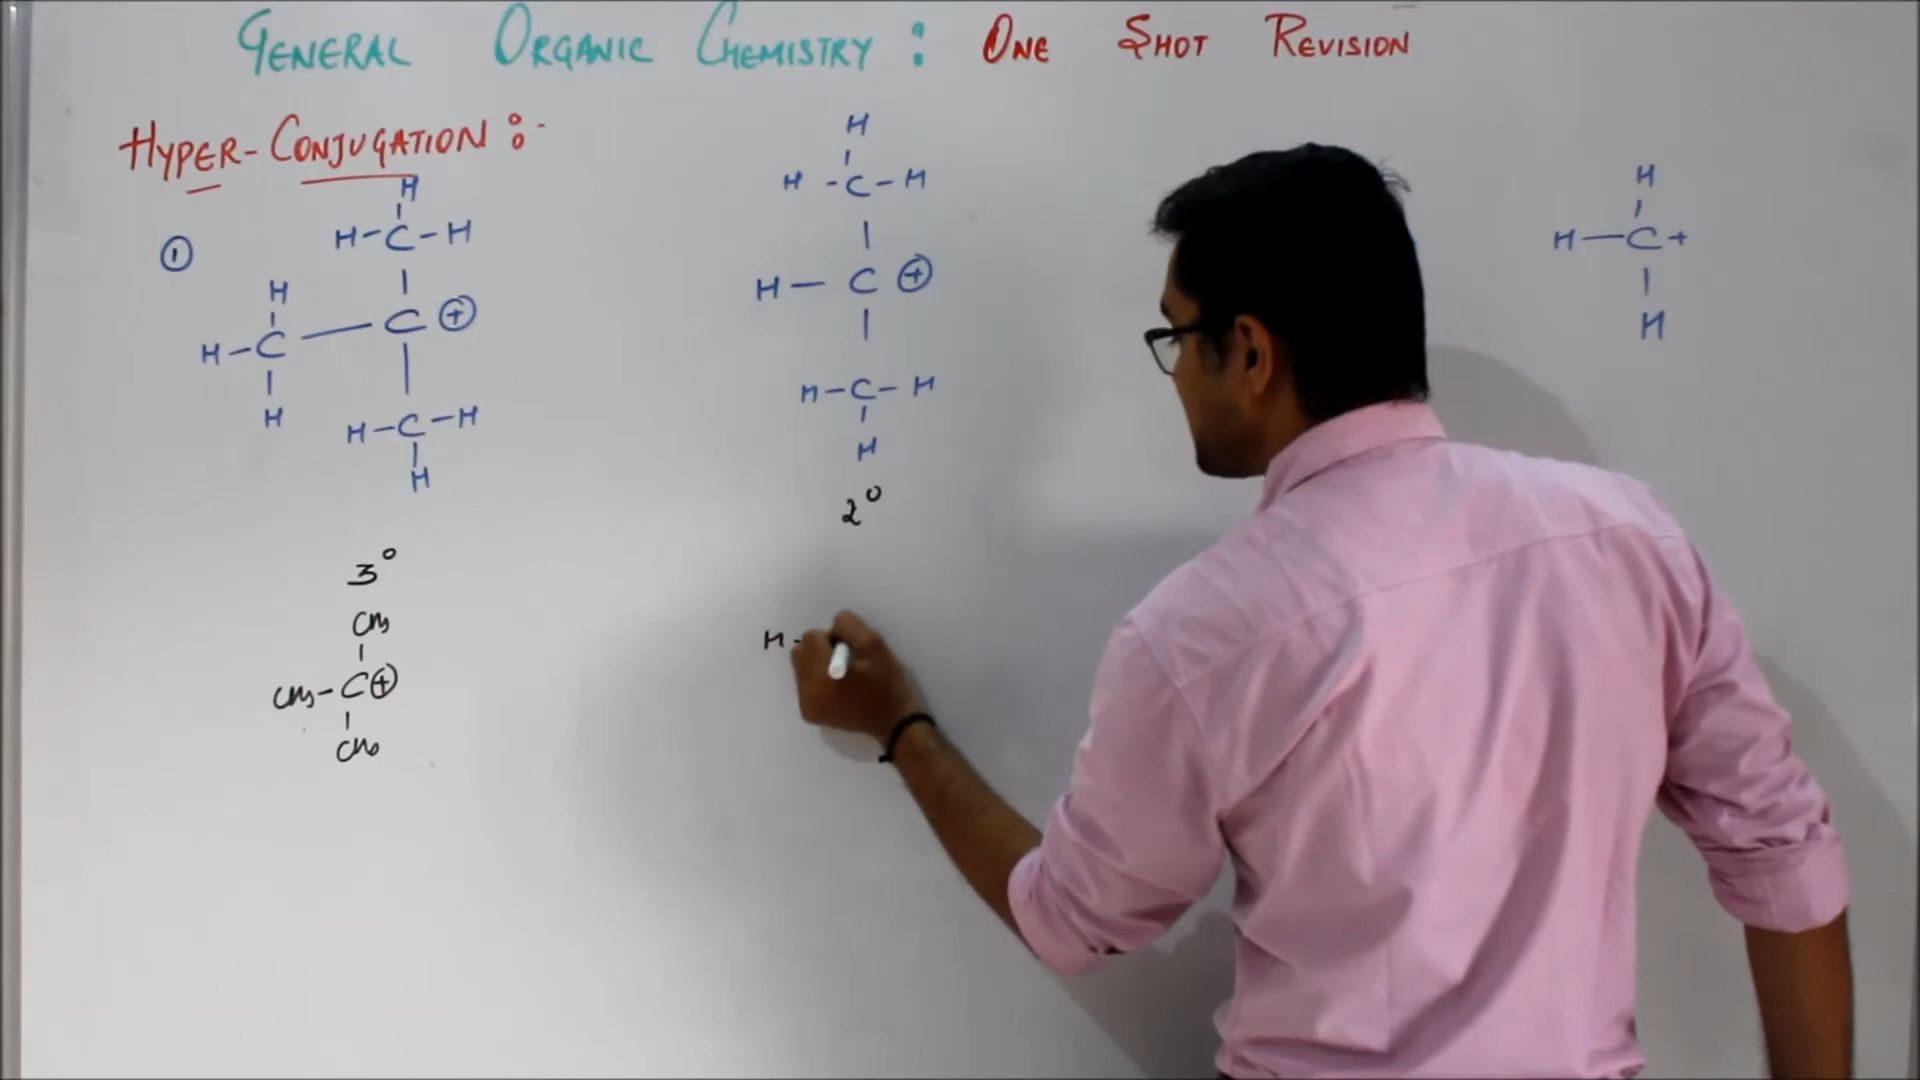 GENERAL ORGANIC CHEMISTRY : ONE SHOT REVISION
HYPER-CONJUGATION :-
①
H
H-C-H
H
H-C — C ⊕
H
H-C-H
H
3°
CH3
CH3-C⊕
CH3
H
H-C-H
H — C ⊕
H-C-H
H
2°
H-
H
H — C +
H